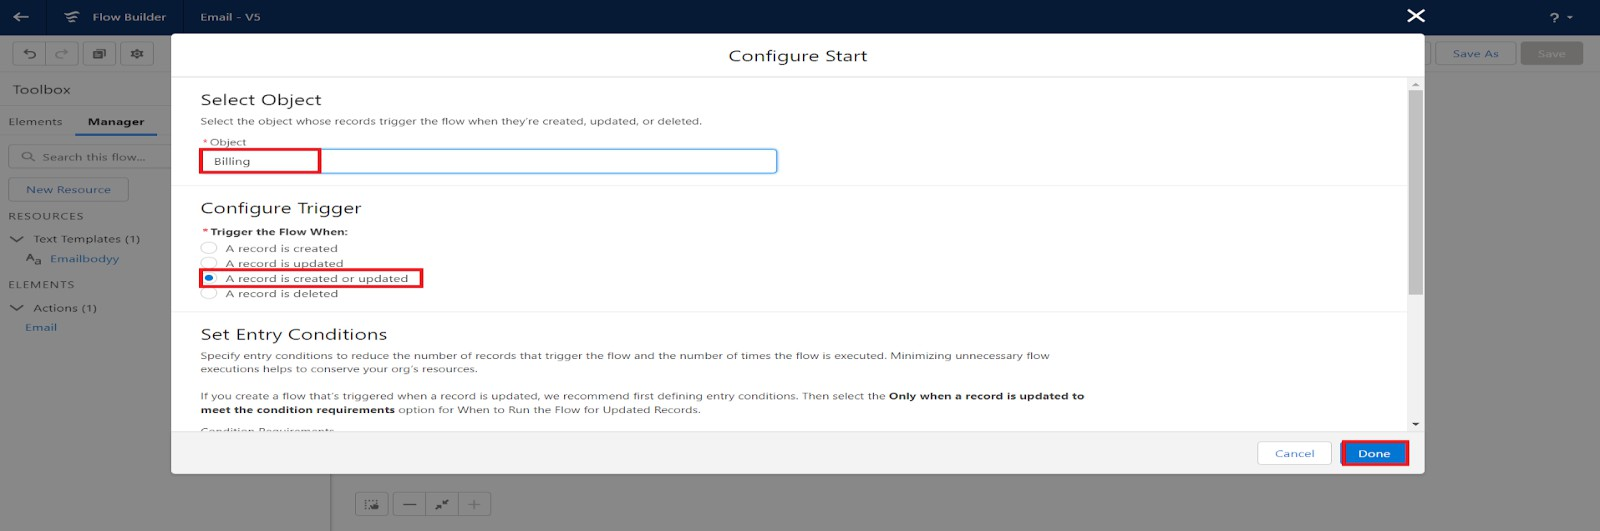 Flow Builder
Email - V5
?
Save As
Save
Toolbox
Elements
Manager
Search this flow...
New Resource
RESOURCES
Text Templates (1)
Aa Emailbodyy
ELEMENTS
Actions (1)
Email
Configure Start
Select Object
Select the object whose records trigger the flow when they're created, updated, or deleted.
* Object
Billing
Configure Trigger
* Trigger the Flow When:
A record is created
A record is updated
A record is created or updated
A record is deleted
Set Entry Conditions
Specify entry conditions to reduce the number of records that trigger the flow and the number of times the flow is executed. Minimizing unnecessary flow
executions helps to conserve your org's resources.
If you create a flow that's triggered when a record is updated, we recommend first defining entry conditions. Then select the Only when a record is updated to
meet the condition requirements option for When to Run the Flow for Updated Records.
Condition Requirements
Cancel
Done